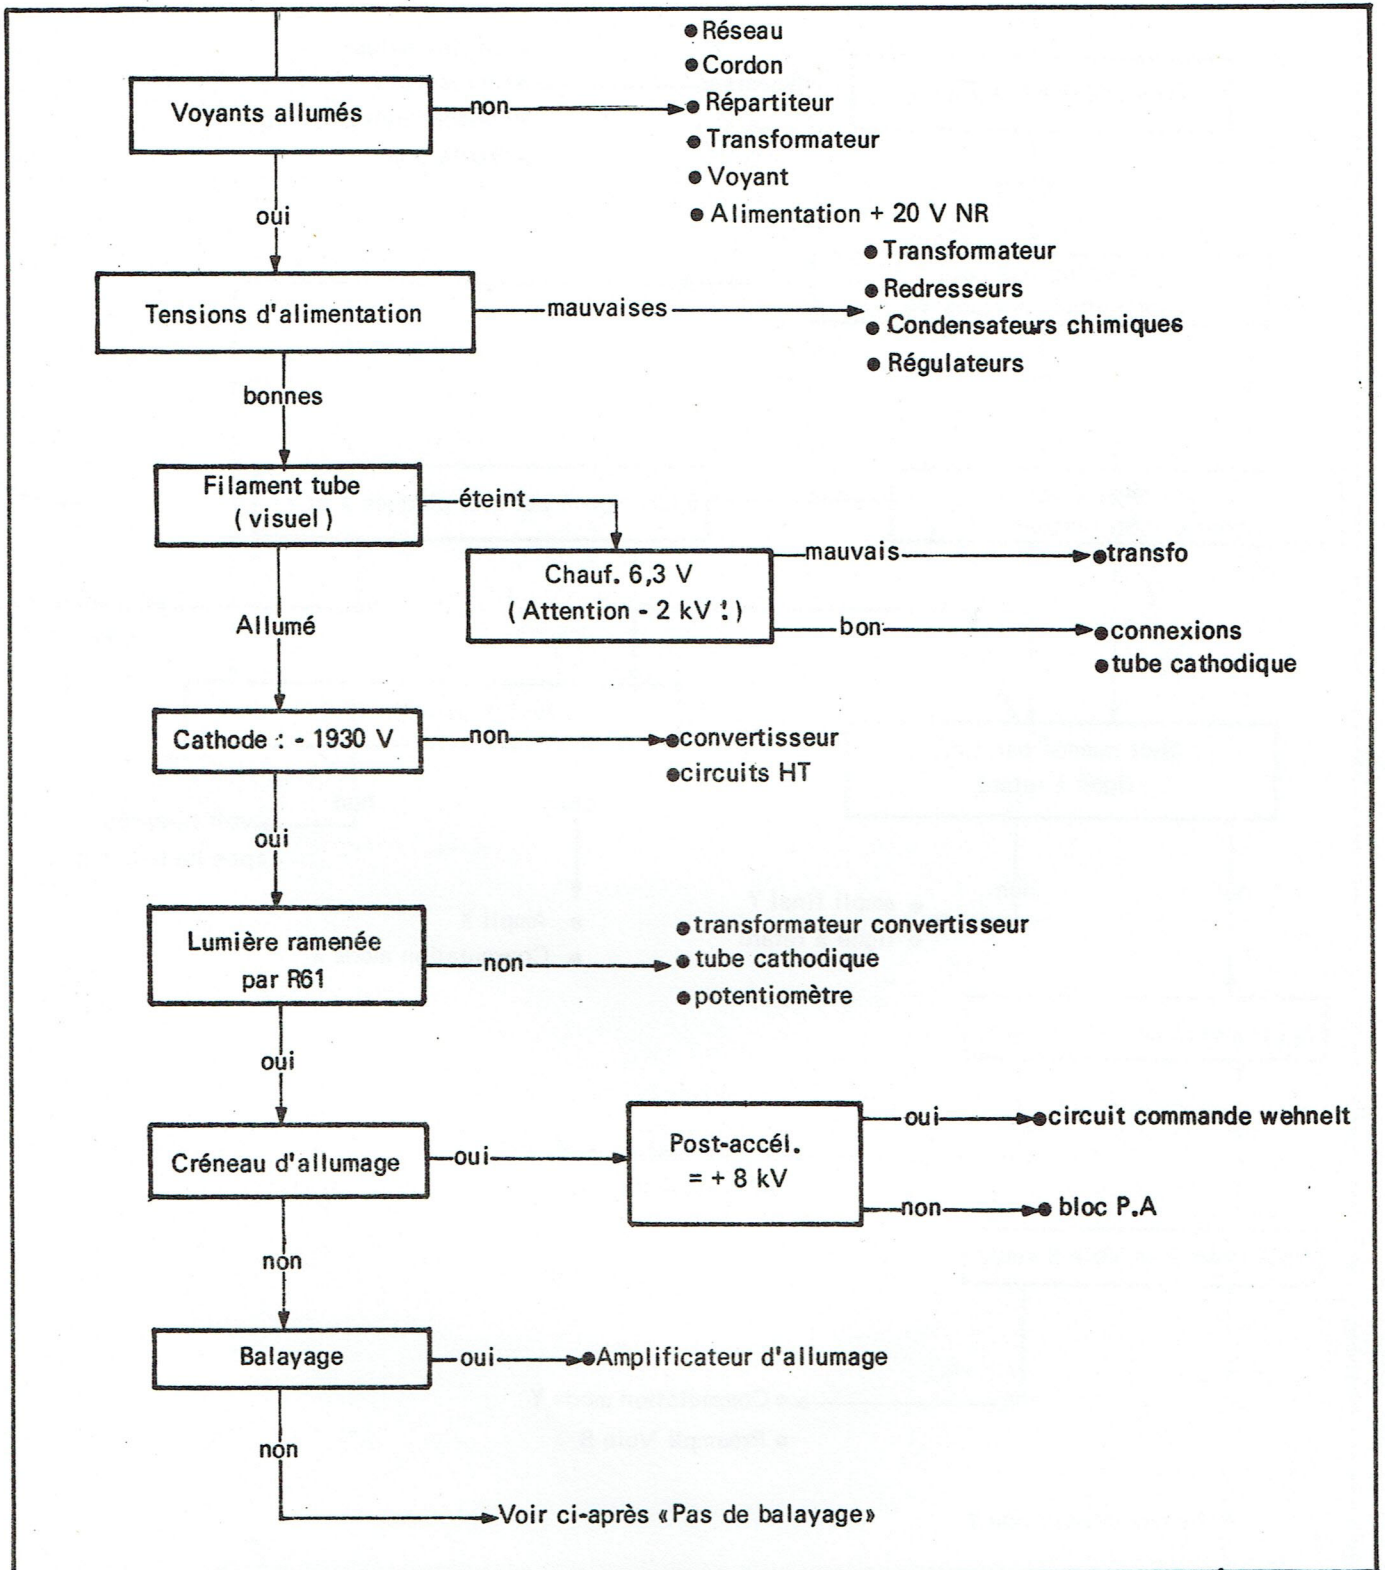 ● Réseau
● Cordon
Voyants allumés
non
● Répartiteur
● Transformateur
● Voyant
● Alimentation + 20 V NR
oui
● Transformateur
● Redresseurs
● Condensateurs chimiques
● Régulateurs
Tensions d'alimentation
mauvaises
bonnes
Filament tube
( visuel )
éteint
Chauf. 6,3 V
( Attention - 2 kV ! )
mauvais
● transfo
bon
● connexions
● tube cathodique
Allumé
Cathode : - 1930 V
non
● convertisseur
● circuits HT
oui
Lumière ramenée
par R61
non
● transformateur convertisseur
● tube cathodique
● potentiomètre
oui
Créneau d'allumage
oui
Post-accél.
= + 8 kV
oui
● circuit commande wehnelt
non
● bloc P.A
non
Balayage
oui
● Amplificateur d'allumage
non
Voir ci-après «Pas de balayage»